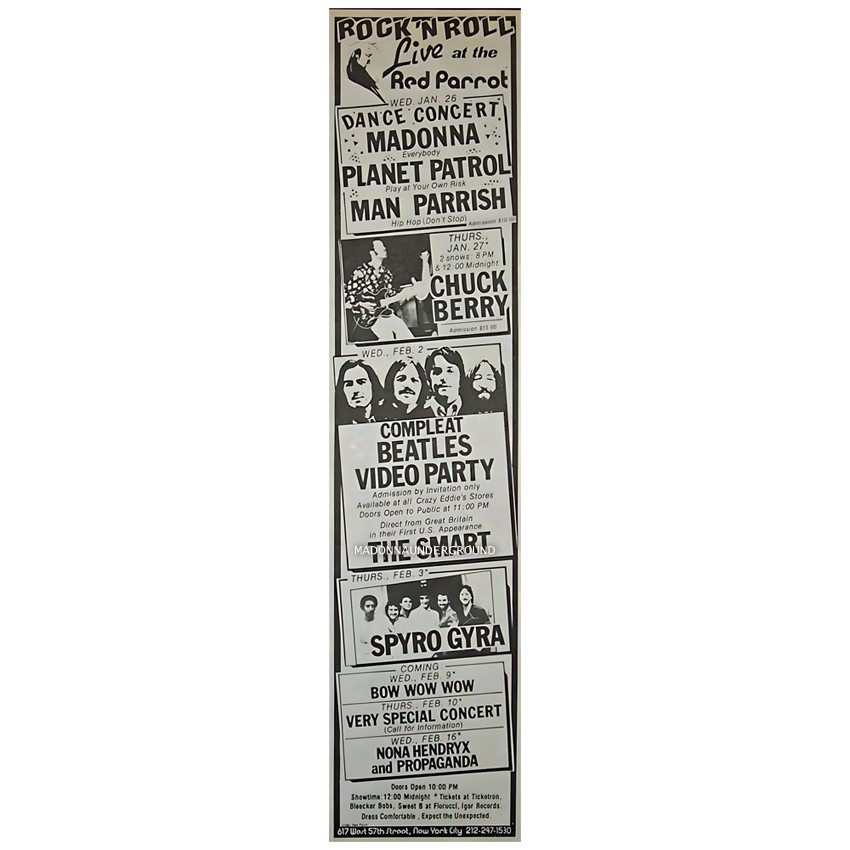 ROCK 'N ROLL
Live at the
Red Parrot
WED. JAN. 26
DANCE CONCERT
MADONNA
Everybody
PLANET PATROL
Play at Your Own Risk
MAN PARRISH
Hip Hop (Don't Stop)
Admission $10.00
THURS.,
JAN. 27*
2 shows: 8 PM
& 12:00 Midnight
CHUCK
BERRY
Admission $15.00
WED., FEB. 2
COMPLEAT
BEATLES
VIDEO PARTY
Admission by Invitation only
Available at all Crazy Eddie's Stores
Doors Open to Public at 11:00 PM
Direct from Great Britain
in their First U.S. Appearance
THE SMART
MADONNAUNDERGROUND
THURS., FEB. 3*
SPYRO GYRA
COMING
WED., FEB. 9*
BOW WOW WOW
THURS., FEB. 10*
VERY SPECIAL CONCERT
(Call for Information)
WED., FEB. 16*
NONA HENDRYX
and PROPAGANDA
Doors Open 10:00 PM
Showtime: 12:00 Midnight * Tickets at Ticketron,
Bleecker Bobs, Sweet B at Fiorucci, Igor Records.
Dress Comfortable, Expect the Unexpected.
617 West 57th Street, New York City 212-247-1530